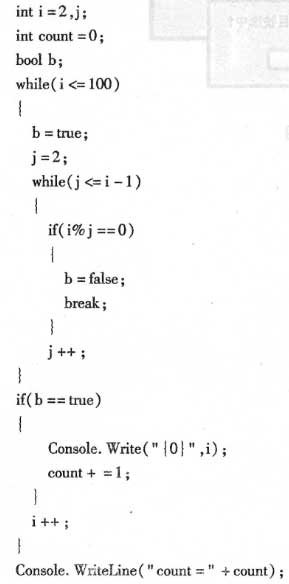 int i =2 ,j;
int count =0;
bool b;
while( i <= 100)
{
b = true;
j =2;
while(j <= i -1)
{
if( i% j ==0)
{
b = false;
break;
}
j ++ ;
}
if( b == true)
{
Console. Write( " {0} " ,i) ;
count + =1;
}
i ++ ;
}
Console. WriteLine( " count = " + count) ;